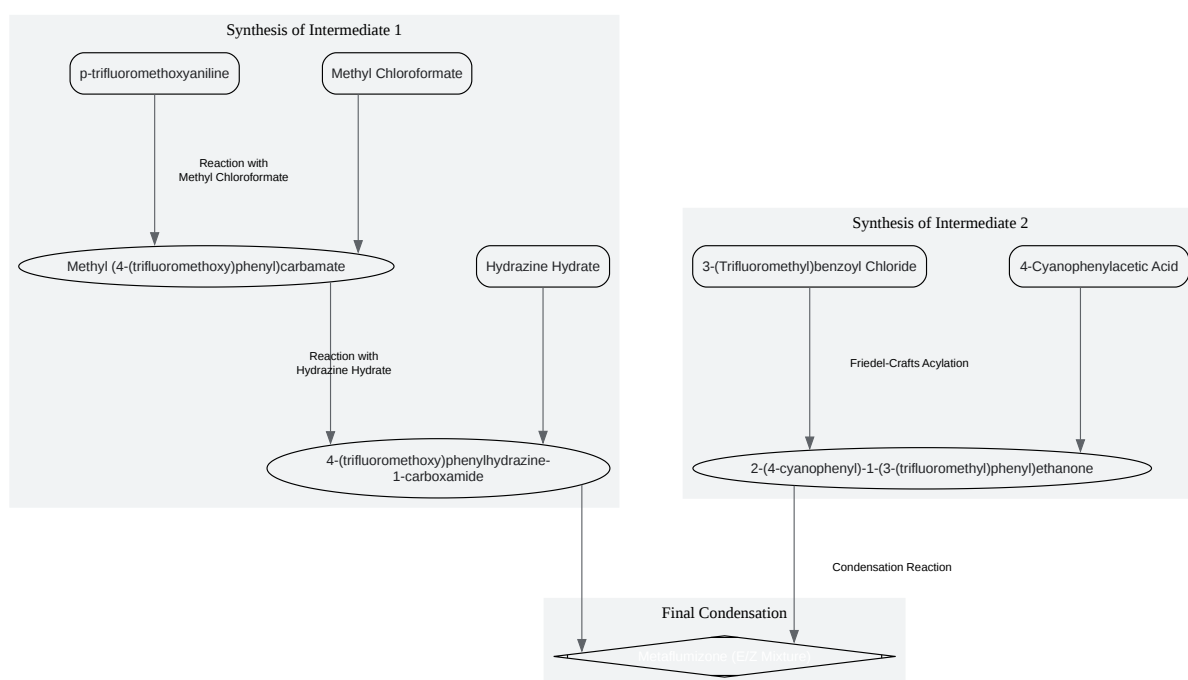 Synthesis of Intermediate 1
p-trifluoromethoxyaniline
Methyl Chloroformate
Reaction with
Methyl Chloroformate
Methyl (4-(trifluoromethoxy)phenyl)carbamate
Hydrazine Hydrate
Reaction with
Hydrazine Hydrate
4-(trifluoromethoxy)phenylhydrazine-
1-carboxamide
Synthesis of Intermediate 2
3-(Trifluoromethyl)benzoyl Chloride
4-Cyanophenylacetic Acid
Friedel-Crafts Acylation
2-(4-cyanophenyl)-1-(3-(trifluoromethyl)phenyl)ethanone
Condensation Reaction
Final Condensation
Metaflumizone (E/Z Mixture)